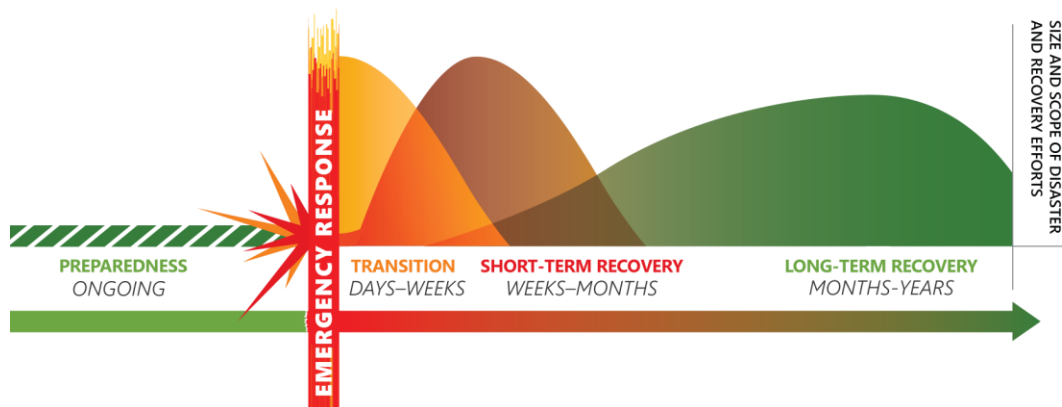 PREPAREDNESS
ONGOING
EMERGENCY RESPONSE
TRANSITION
DAYS–WEEKS
SHORT-TERM RECOVERY
WEEKS–MONTHS
LONG-TERM RECOVERY
MONTHS-YEARS
SIZE AND SCOPE OF DISASTER
AND RECOVERY EFFORTS